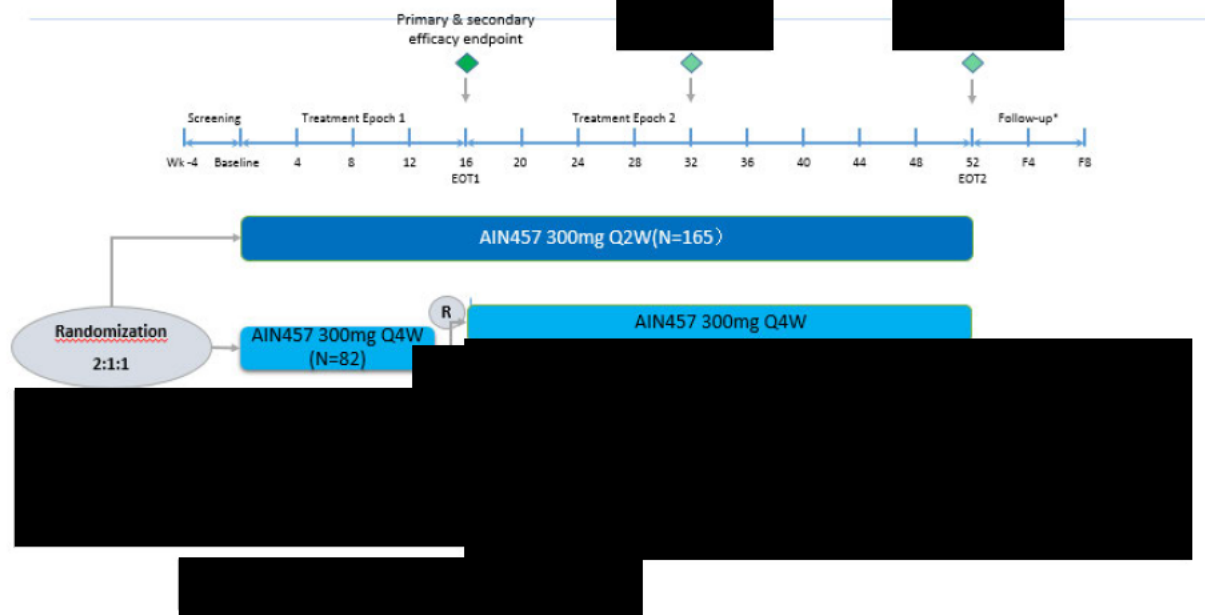 Primary & secondary
efficacy endpoint
Screening
Treatment Epoch 1
Treatment Epoch 2
Follow-up*
Wk -4 Baseline 4 8 12 16 20 24 28 32 36 40 44 48 52 F4 F8
EOT1 EOT2
AIN457 300mg Q2W(N=165）
Randomization
2:1:1
AIN457 300mg Q4W
(N=82)
R
AIN457 300mg Q4W